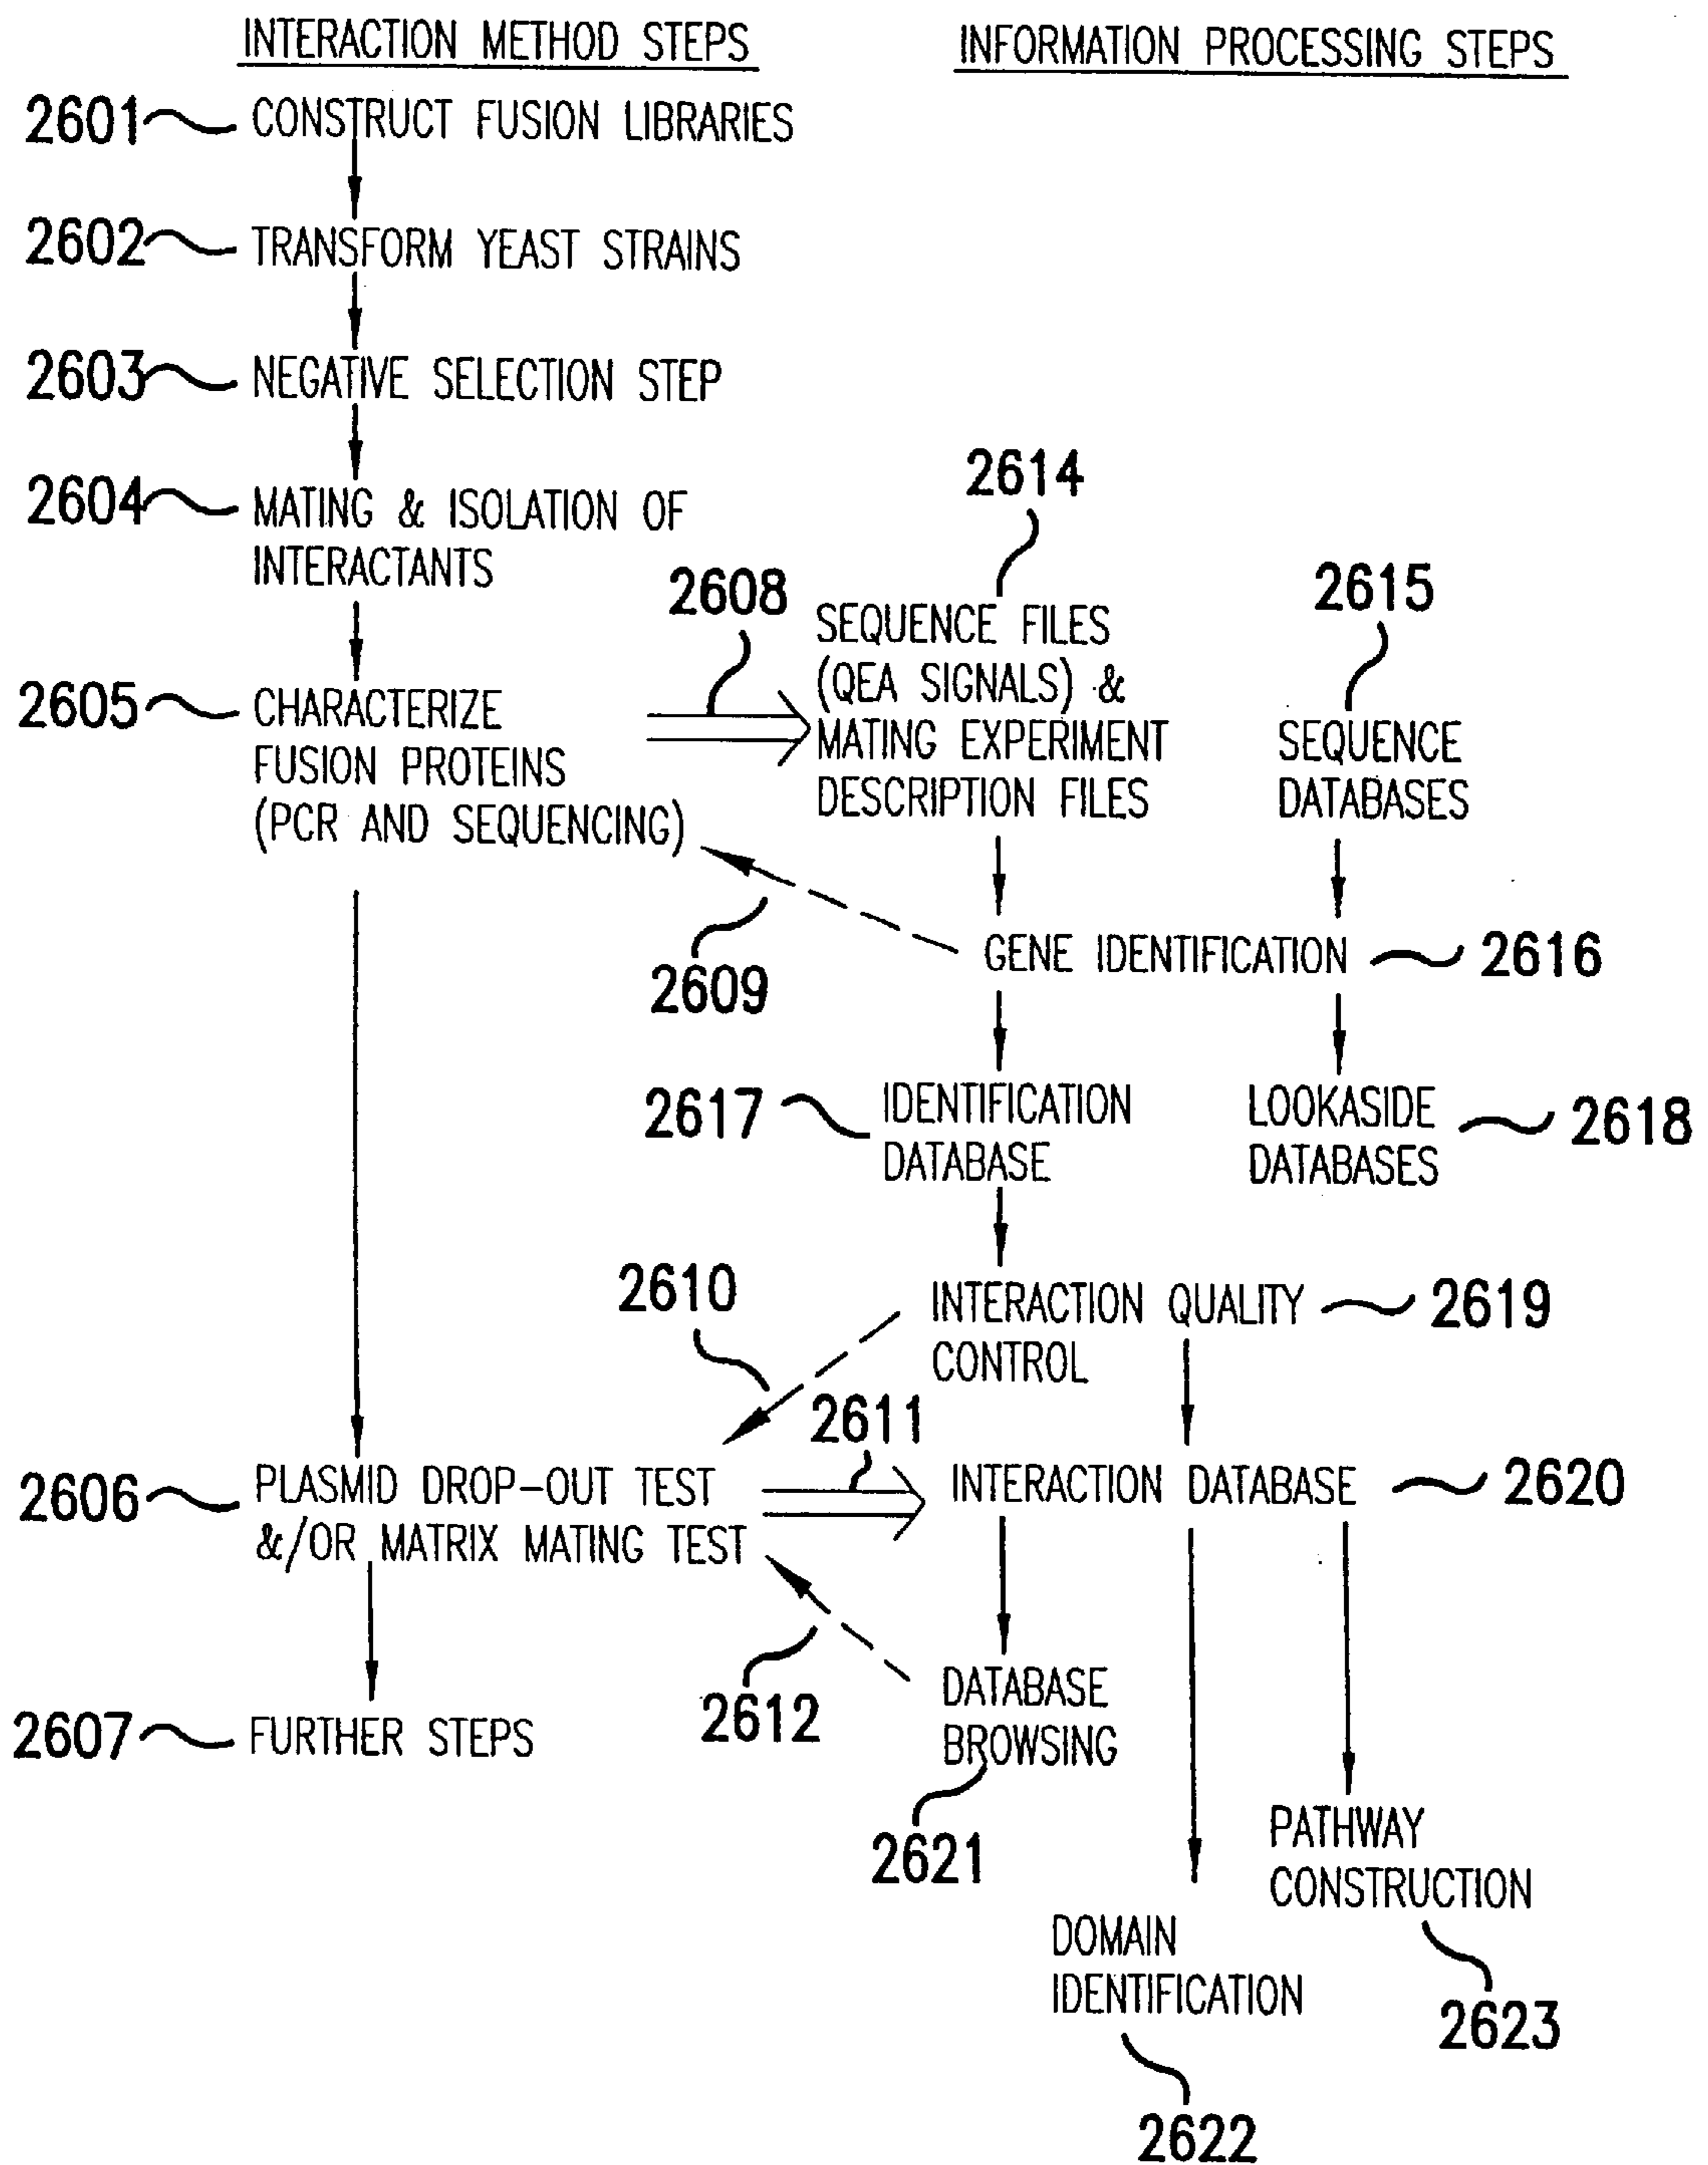 INTERACTION METHOD STEPS
2601 CONSTRUCT FUSION LIBRARIES
2602 TRANSFORM YEAST STRAINS
2603 NEGATIVE SELECTION STEP
2604 MATING & ISOLATION OF
INTERACTANTS
2605 CHARACTERIZE
FUSION PROTEINS
(PCR AND SEQUENCING)
2606 PLASMID DROP-OUT TEST
&/OR MATRIX MATING TEST
2607 FURTHER STEPS
2608
2609
2610
2611
2612
INFORMATION PROCESSING STEPS
2614
SEQUENCE FILES
(QEA SIGNALS) &
MATING EXPERIMENT
DESCRIPTION FILES
2615
SEQUENCE
DATABASES
GENE IDENTIFICATION 2616
2617 IDENTIFICATION
DATABASE
LOOKASIDE 2618
DATABASES
INTERACTION QUALITY 2619
CONTROL
INTERACTION DATABASE 2620
DATABASE
BROWSING
2621
DOMAIN
IDENTIFICATION
2622
PATHWAY
CONSTRUCTION
2623